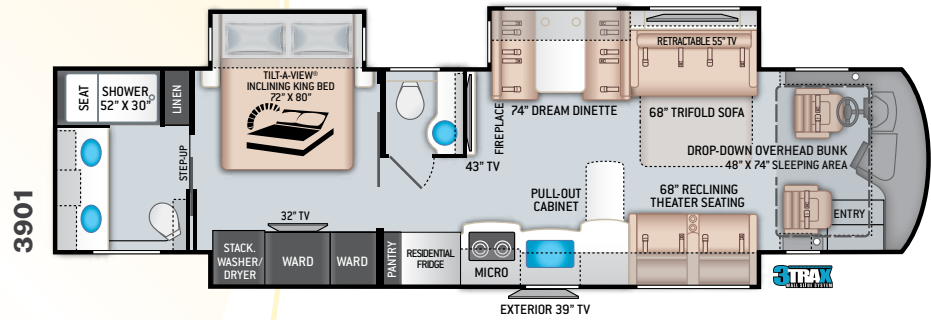 3901
SEAT
SHOWER
52" X 30"
LINEN
STEP-UP
TILT-A-VIEW®
INCLINING KING BED
72" X 80"
32" TV
STACK.
WASHER/
DRYER
WARD
WARD
PANTRY
RESIDENTIAL
FRIDGE
MICRO
43" TV
FIREPLACE
74" DREAM DINETTE
RETRACTABLE 55" TV
68" TRIFOLD SOFA
DROP-DOWN OVERHEAD BUNK
48" X 74" SLEEPING AREA
PULL-OUT
CABINET
68" RECLINING
THEATER SEATING
ENTRY
EXTERIOR 39" TV
3TRAX
WALL SLIDE SYSTEM